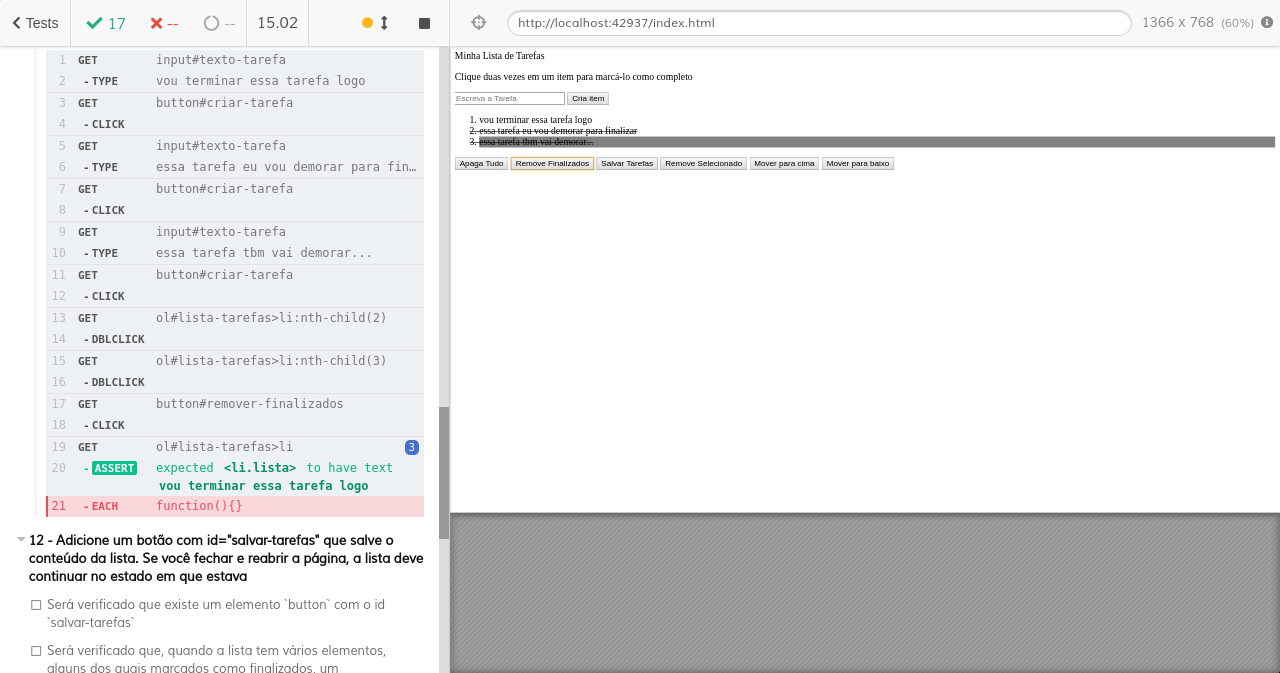 Tests 17 -- -- 15.02
http://localhost:42937/index.html 1366 x 768 (60%)
1 GET input#texto-tarefa
2 - TYPE vou terminar essa tarefa logo
3 GET button#criar-tarefa
4 - CLICK
5 GET input#texto-tarefa
6 - TYPE essa tarefa eu vou demorar para fin…
7 GET button#criar-tarefa
8 - CLICK
9 GET input#texto-tarefa
10 - TYPE essa tarefa tbm vai demorar...
11 GET button#criar-tarefa
12 - CLICK
13 GET ol#lista-tarefas>li:nth-child(2)
14 - DBLCLICK
15 GET ol#lista-tarefas>li:nth-child(3)
16 - DBLCLICK
17 GET button#remover-finalizados
18 - CLICK
19 GET ol#lista-tarefas>li 3
20 - ASSERT expected <li.lista> to have text
vou terminar essa tarefa logo
21 - EACH function(){}
12 - Adicione um botão com id="salvar-tarefas" que salve o
conteúdo da lista. Se você fechar e reabrir a página, a lista deve
continuar no estado em que estava
Será verificado que existe um elemento `button` com o id
`salvar-tarefas`
Será verificado que, quando a lista tem vários elementos,
alguns dos quais marcados como finalizados, um
Minha Lista de Tarefas
Clique duas vezes em um item para marcá-lo como completo
Escreva a Tarefa Cria item
1. vou terminar essa tarefa logo
2. essa tarefa eu vou demorar para finalizar
3. essa tarefa tbm vai demorar...
Apaga Tudo Remove Finalizados Salvar Tarefas Remove Selecionado Mover para cima Mover para baixo